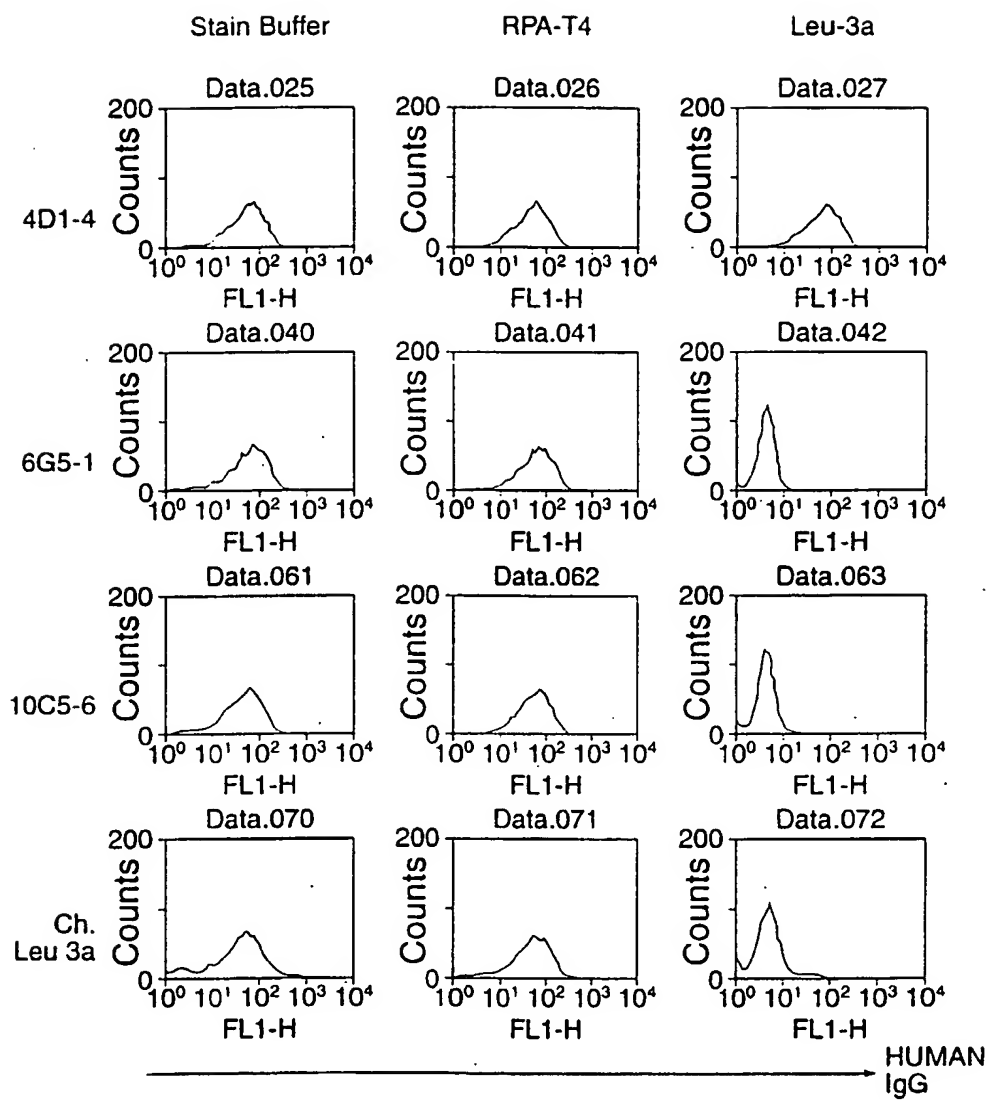 Stain Buffer RPA-T4 Leu-3a
Data.025 Data.026 Data.027
200 200 200
Counts Counts Counts
4D1-4
0 0 0
10⁰ 10¹ 10² 10³ 10⁴ 10⁰ 10¹ 10² 10³ 10⁴ 10⁰ 10¹ 10² 10³ 10⁴
FL1-H FL1-H FL1-H
Data.040 Data.041 Data.042
200 200 200
Counts Counts Counts
6G5-1
0 0 0
10⁰ 10¹ 10² 10³ 10⁴ 10⁰ 10¹ 10² 10³ 10⁴ 10⁰ 10¹ 10² 10³ 10⁴
FL1-H FL1-H FL1-H
Data.061 Data.062 Data.063
200 200 200
Counts Counts Counts
10C5-6
0 0 0
10⁰ 10¹ 10² 10³ 10⁴ 10⁰ 10¹ 10² 10³ 10⁴ 10⁰ 10¹ 10² 10³ 10⁴
FL1-H FL1-H FL1-H
Data.070 Data.071 Data.072
200 200 200
Counts Counts Counts
Ch.
Leu 3a
0 0 0
10⁰ 10¹ 10² 10³ 10⁴ 10⁰ 10¹ 10² 10³ 10⁴ 10⁰ 10¹ 10² 10³ 10⁴
FL1-H FL1-H FL1-H
HUMAN
IgG